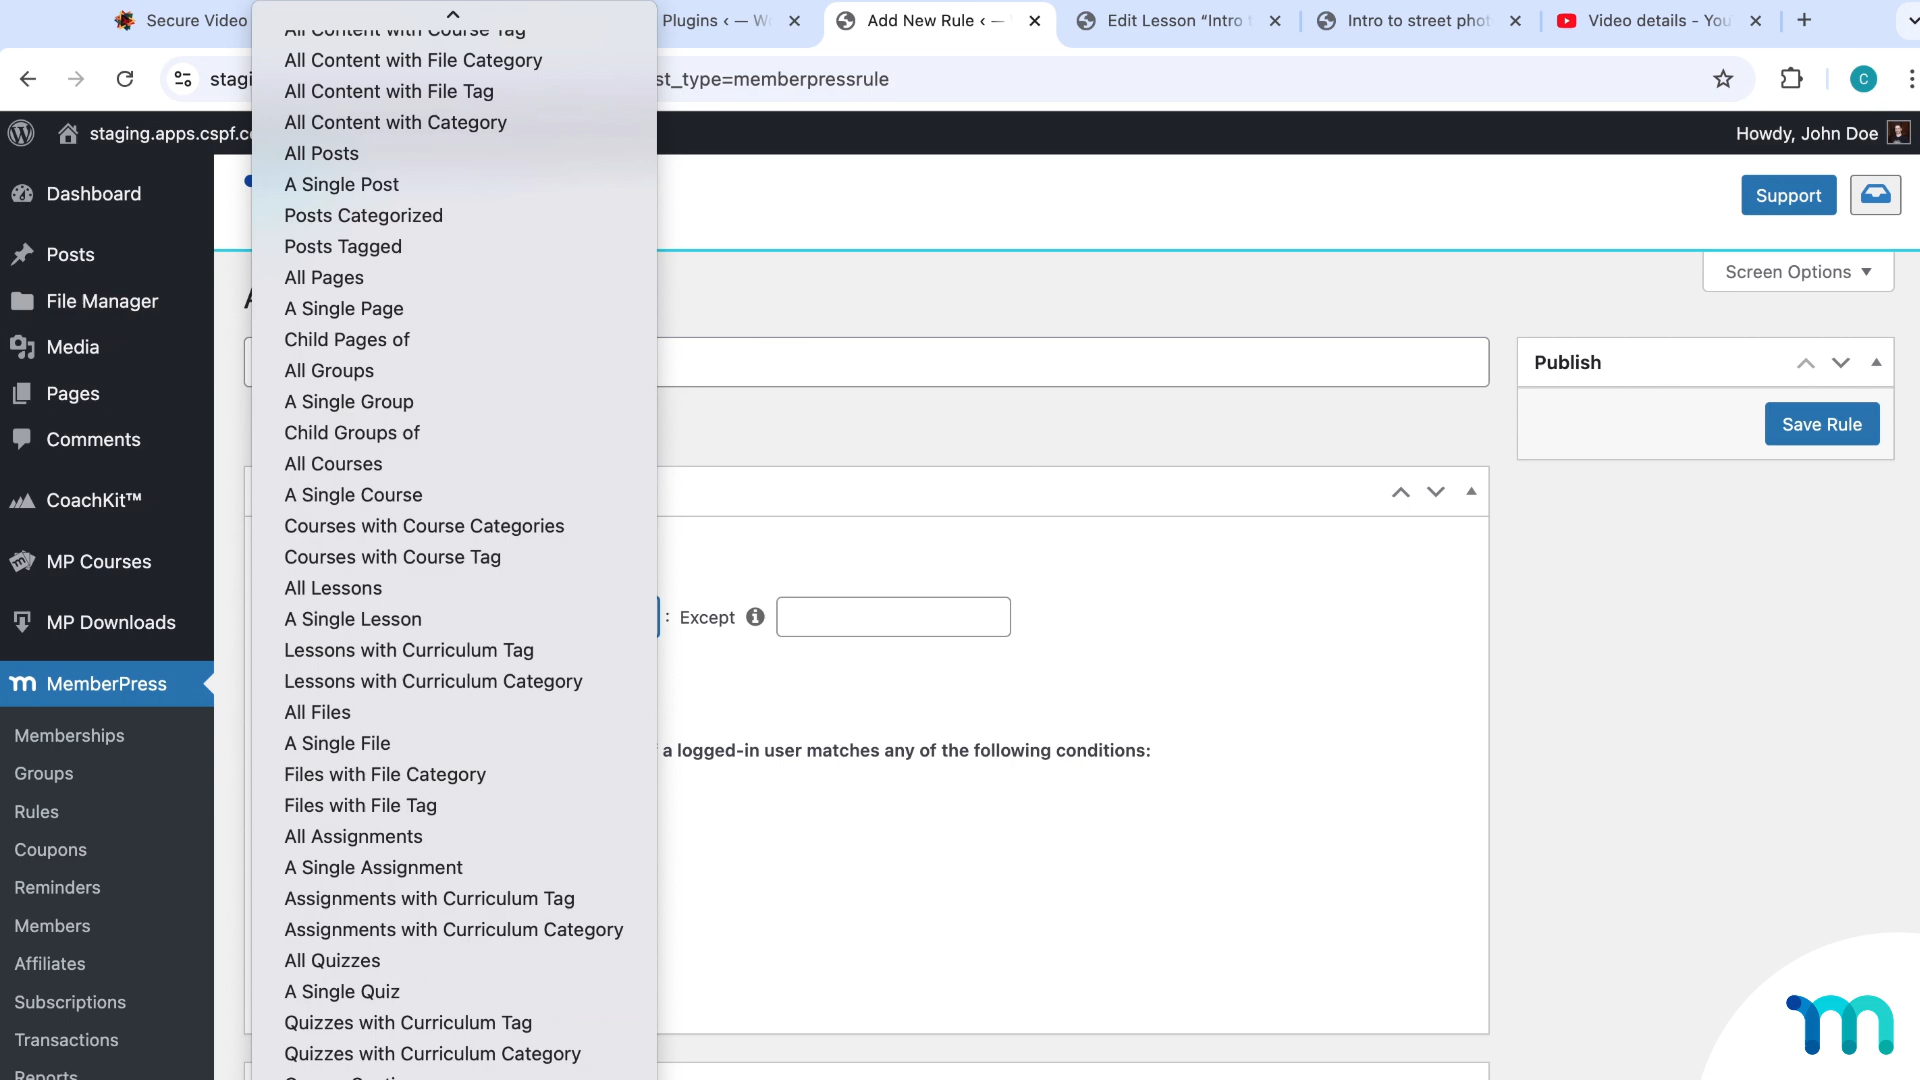 Secure Video
Plugins ‹ — W
Add New Rule ‹ —
Edit Lesson “Intro
Intro to street phot
Video details - You
stagi
st_type=memberpressrule
C
staging.apps.cspf.c
Howdy, John Doe
All Content with Course Tag
All Content with File Category
All Content with File Tag
All Content with Category
All Posts
A Single Post
Posts Categorized
Posts Tagged
All Pages
A Single Page
Child Pages of
All Groups
A Single Group
Child Groups of
All Courses
A Single Course
Courses with Course Categories
Courses with Course Tag
All Lessons
A Single Lesson
Lessons with Curriculum Tag
Lessons with Curriculum Category
All Files
A Single File
Files with File Category
Files with File Tag
All Assignments
A Single Assignment
Assignments with Curriculum Tag
Assignments with Curriculum Category
All Quizzes
A Single Quiz
Quizzes with Curriculum Tag
Quizzes with Curriculum Category
Dashboard
Posts
File Manager
Media
Pages
Comments
CoachKit™
MP Courses
MP Downloads
MemberPress
Memberships
Groups
Rules
Coupons
Reminders
Members
Affiliates
Subscriptions
Transactions
Reports
Support
Screen Options
Publish
Save Rule
: Except
a logged-in user matches any of the following conditions: